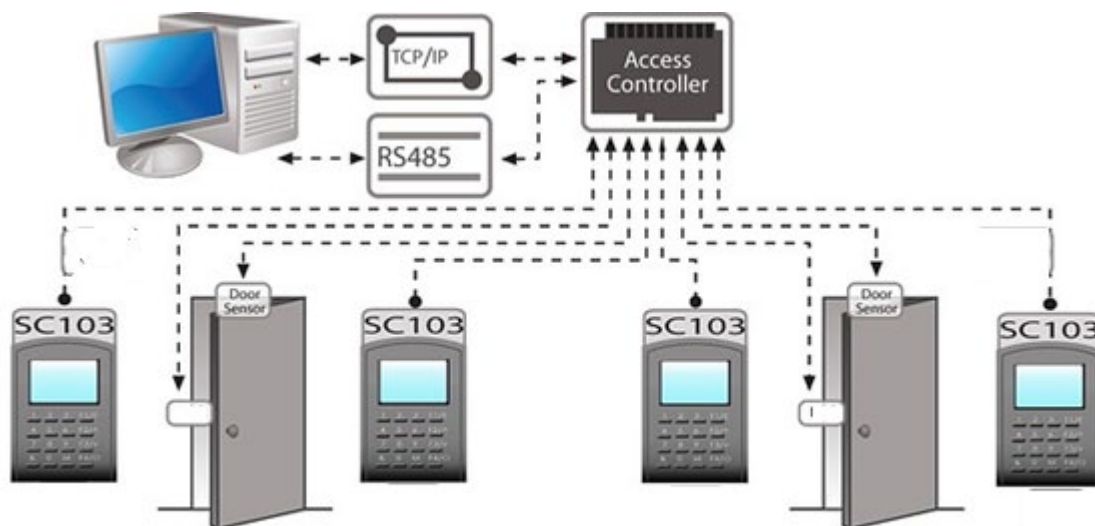 TCP/IP
Access
Controller
RS485
Door
Sensor
Door
Sensor
SC103
SC103
SC103
SC103